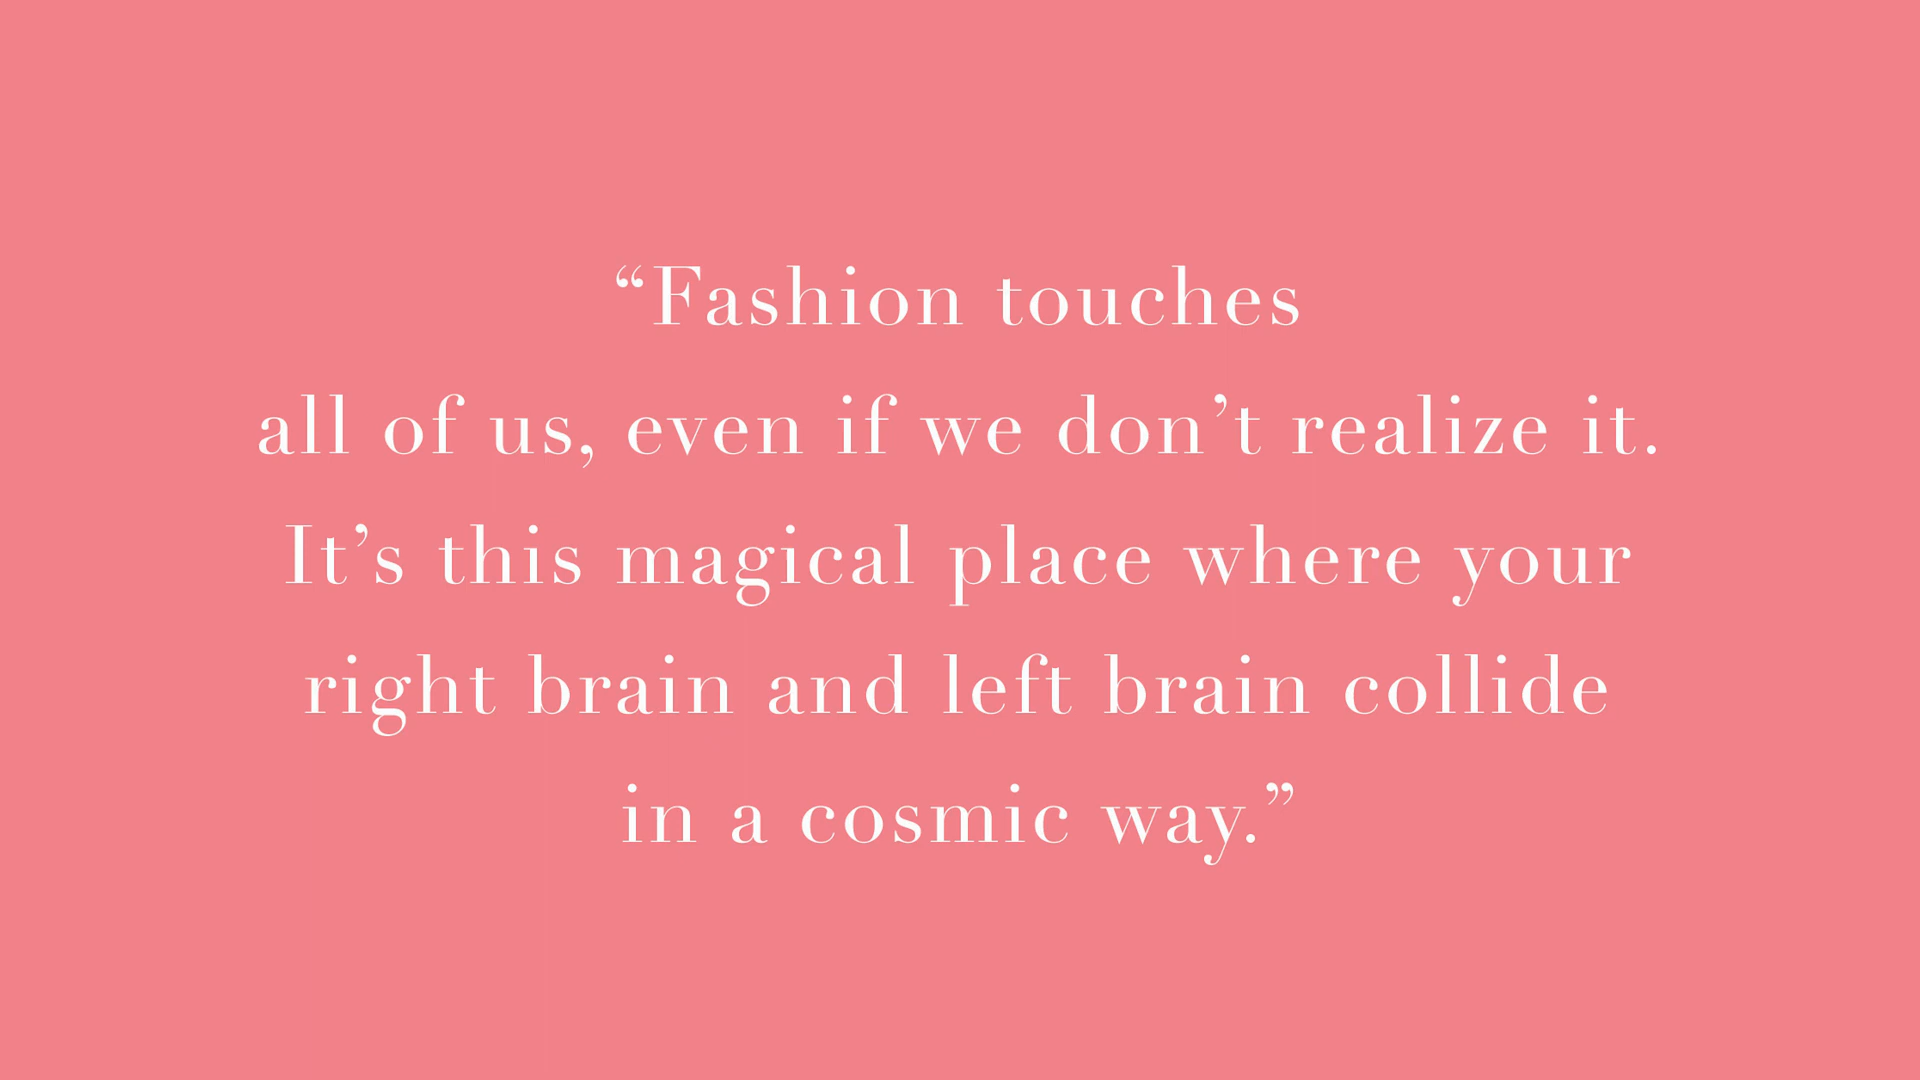 “Fashion touches
all of us, even if we don’t realize it.
It’s this magical place where your
right brain and left brain collide
in a cosmic way.”